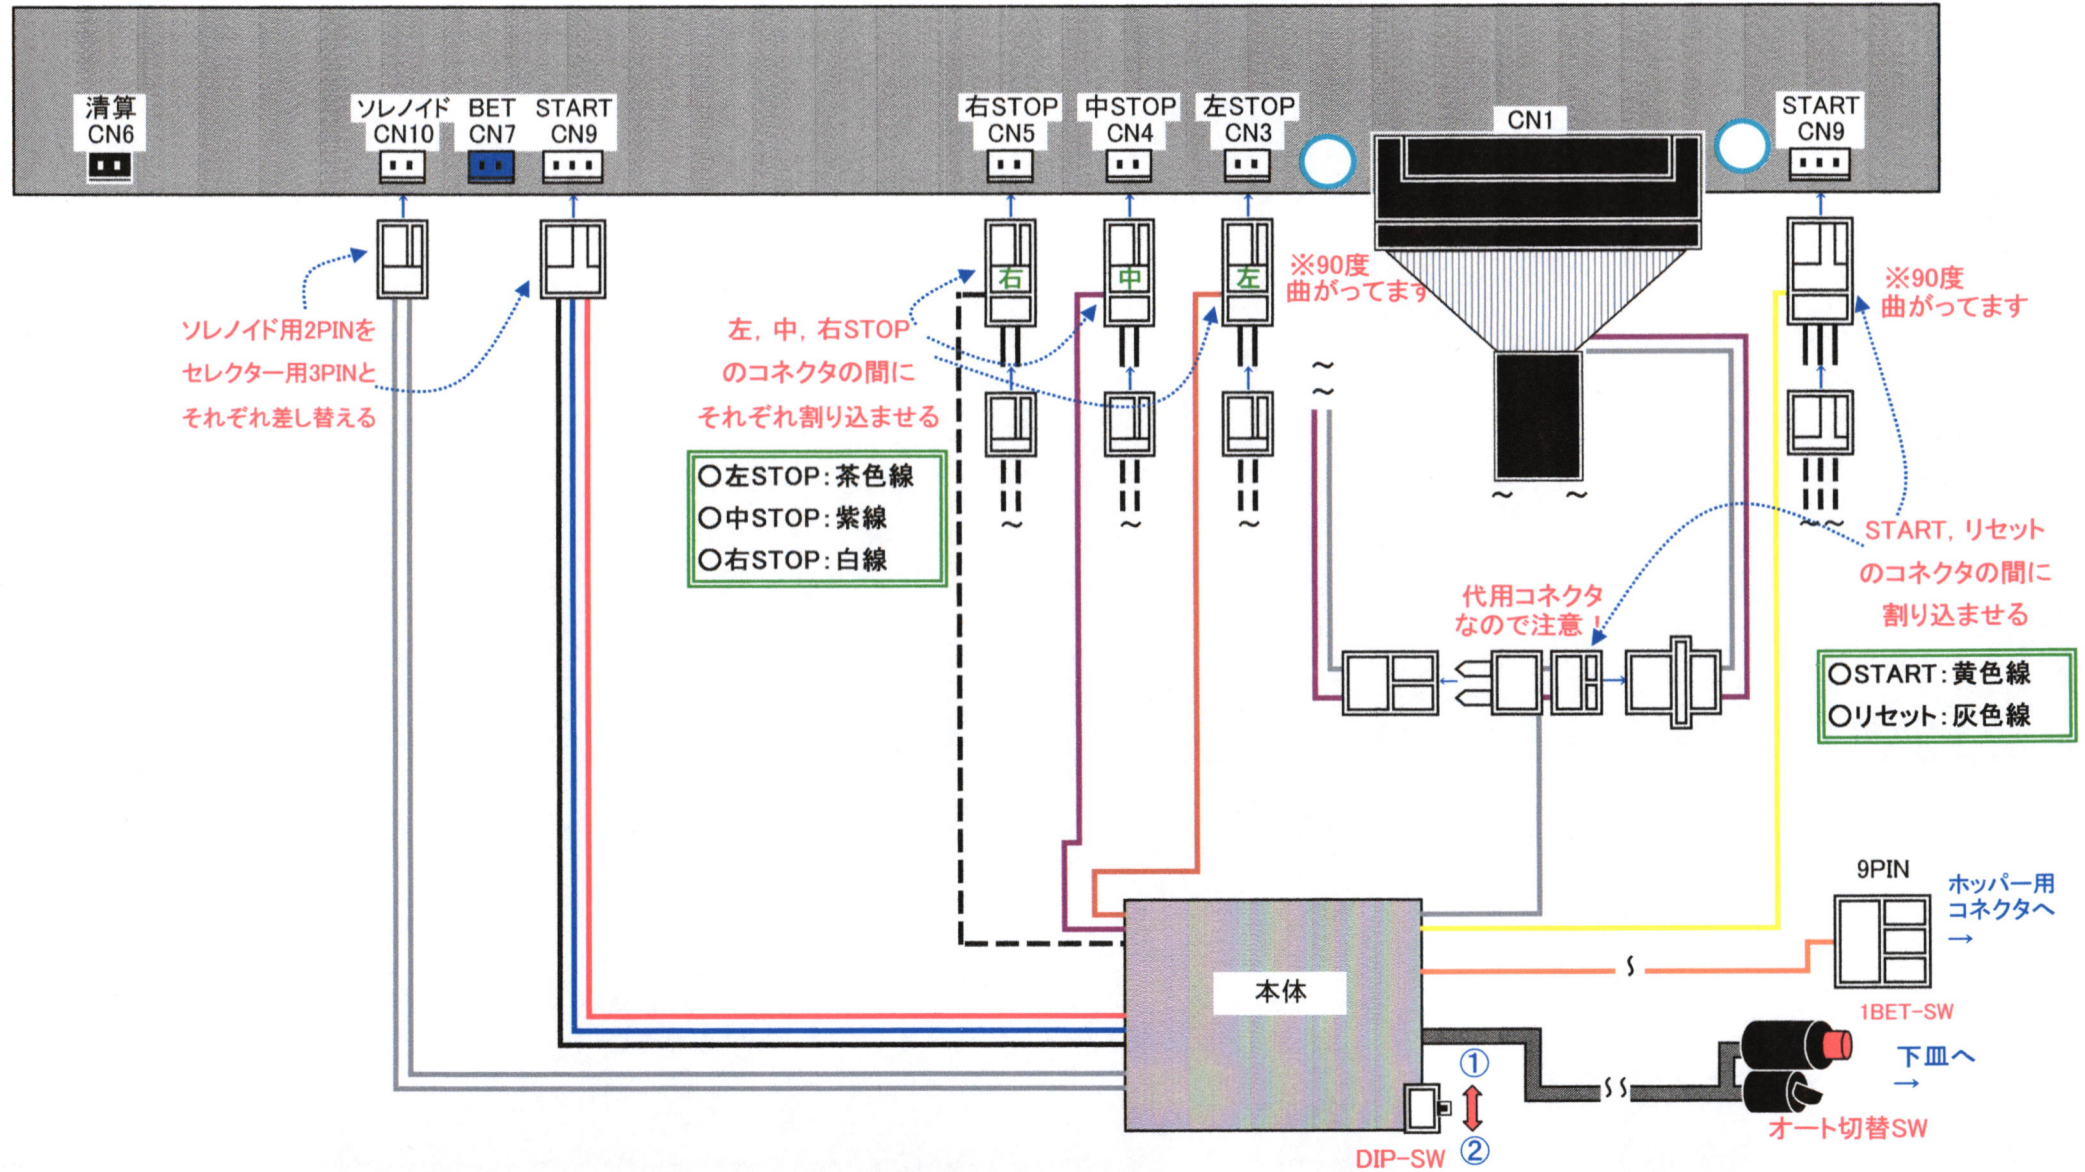 清算
CN6
ソレノイド
CN10
BET
CN7
START
CN9
右STOP
CN5
中STOP
CN4
左STOP
CN3
CN1
START
CN9
右
中
左
※90度
曲がってます
※90度
曲がってます
ソレノイド用2PINを
セレクター用3PINと
それぞれ差し替える
左，中，右STOP
のコネクタの間に
それぞれ割り込ませる
〇左STOP：茶色線
〇中STOP：紫線
〇右STOP：白線
START，リセット
のコネクタの間に
割り込ませる
代用コネクタ
なので注意！
〇START：黄色線
〇リセット：灰色線
9PIN
ホッパー用
コネクタへ
→
本体
1BET-SW
下皿へ
→
オート切替SW
①
②
DIP-SW